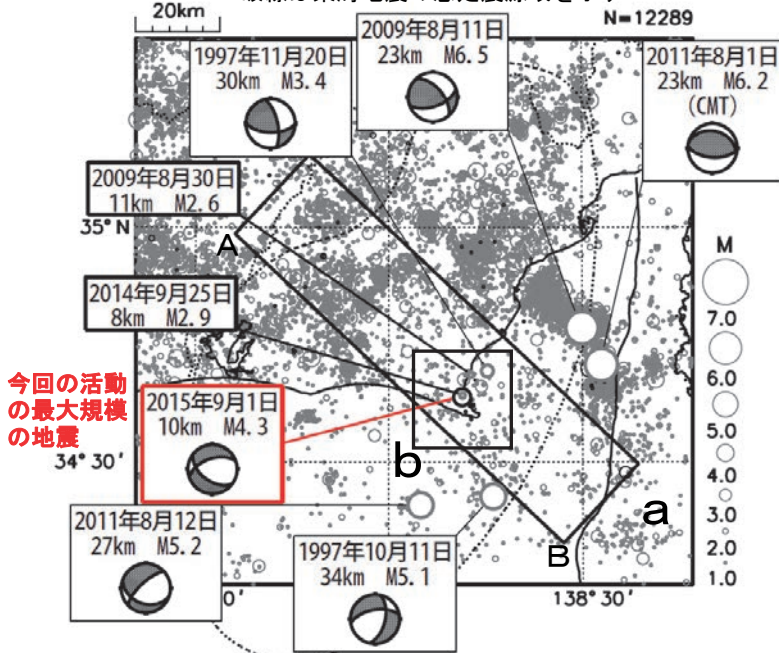 20km
N=12289
1997年11月20日
30km M3.4
2009年8月11日
23km M6.5
2011年8月1日
23km M6.2
(CMT)
2009年8月30日
11km M2.6
35°N
A
2014年9月25日
8km M2.9
M
7.0
6.0
5.0
4.0
3.0
2.0
1.0
今回の活動
の最大規模
の地震
2015年9月1日
10km M4.3
34°30′
b
a
B
2011年8月12日
27km M5.2
1997年10月11日
34km M5.1
0′
138°30′